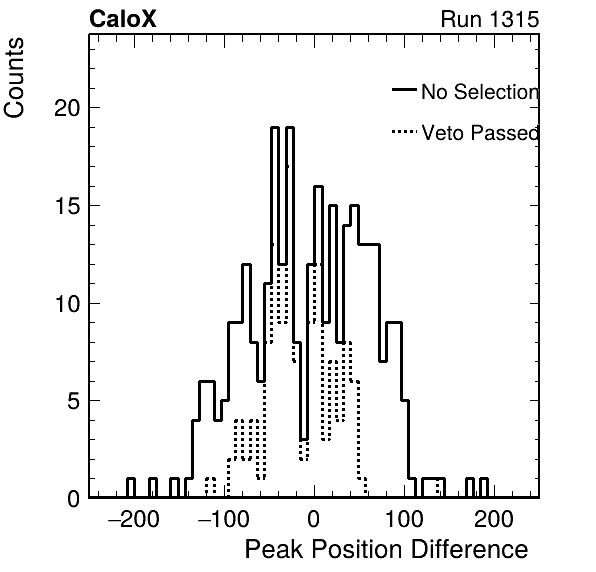 CaloX Run 1315
Counts
No Selection
Veto Passed
20
15
10
5
0
−200 −100 0 100 200
Peak Position Difference